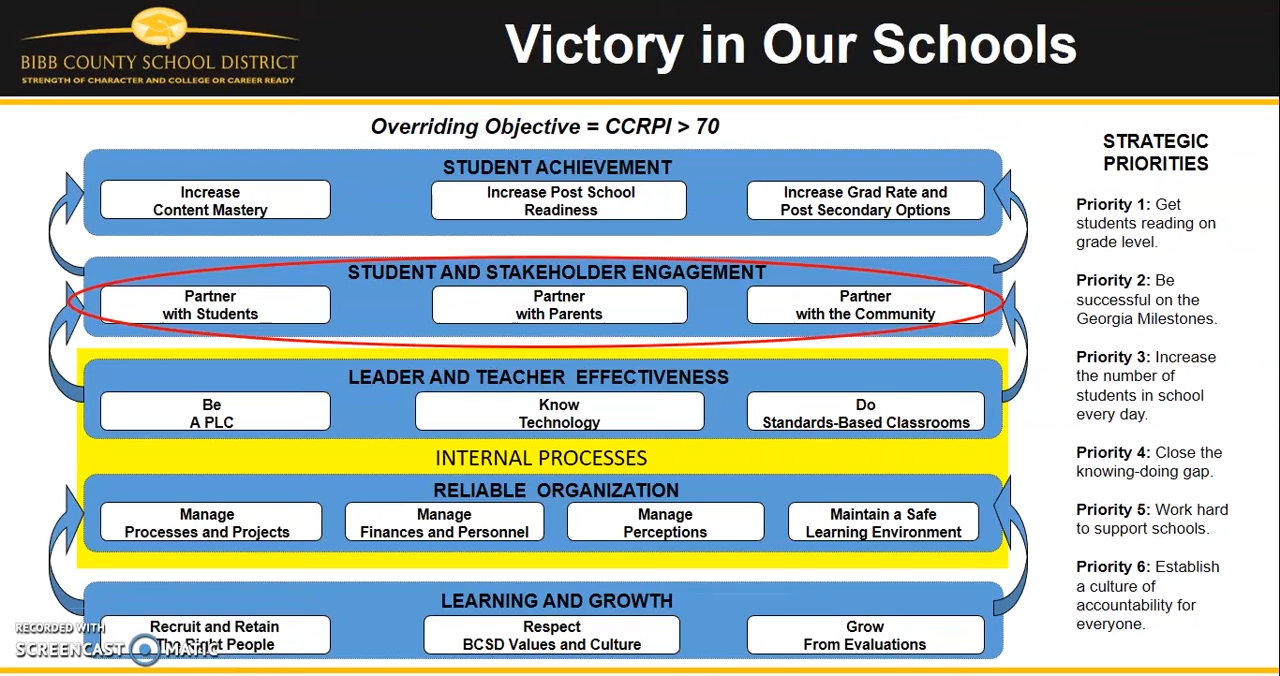 BIBB COUNTY SCHOOL DISTRICT
STRENGTH OF CHARACTER AND COLLEGE OR CAREER READY
Victory in Our Schools
Overriding Objective = CCRPI > 70
STUDENT ACHIEVEMENT
Increase
Content Mastery
Increase Post School
Readiness
Increase Grad Rate and
Post Secondary Options
STUDENT AND STAKEHOLDER ENGAGEMENT
Partner
with Students
Partner
with Parents
Partner
with the Community
LEADER AND TEACHER EFFECTIVENESS
Be
A PLC
Know
Technology
Do
Standards-Based Classrooms
INTERNAL PROCESSES
RELIABLE ORGANIZATION
Manage
Processes and Projects
Manage
Finances and Personnel
Manage
Perceptions
Maintain a Safe
Learning Environment
LEARNING AND GROWTH
Recruit and Retain
The Right People
Respect
BCSD Values and Culture
Grow
From Evaluations
STRATEGIC
PRIORITIES
Priority 1: Get
students reading on
grade level.
Priority 2: Be
successful on the
Georgia Milestones.
Priority 3: Increase
the number of
students in school
every day.
Priority 4: Close the
knowing-doing gap.
Priority 5: Work hard
to support schools.
Priority 6: Establish
a culture of
accountability for
everyone.
RECORDED WITH
SCREENCAST MATIC